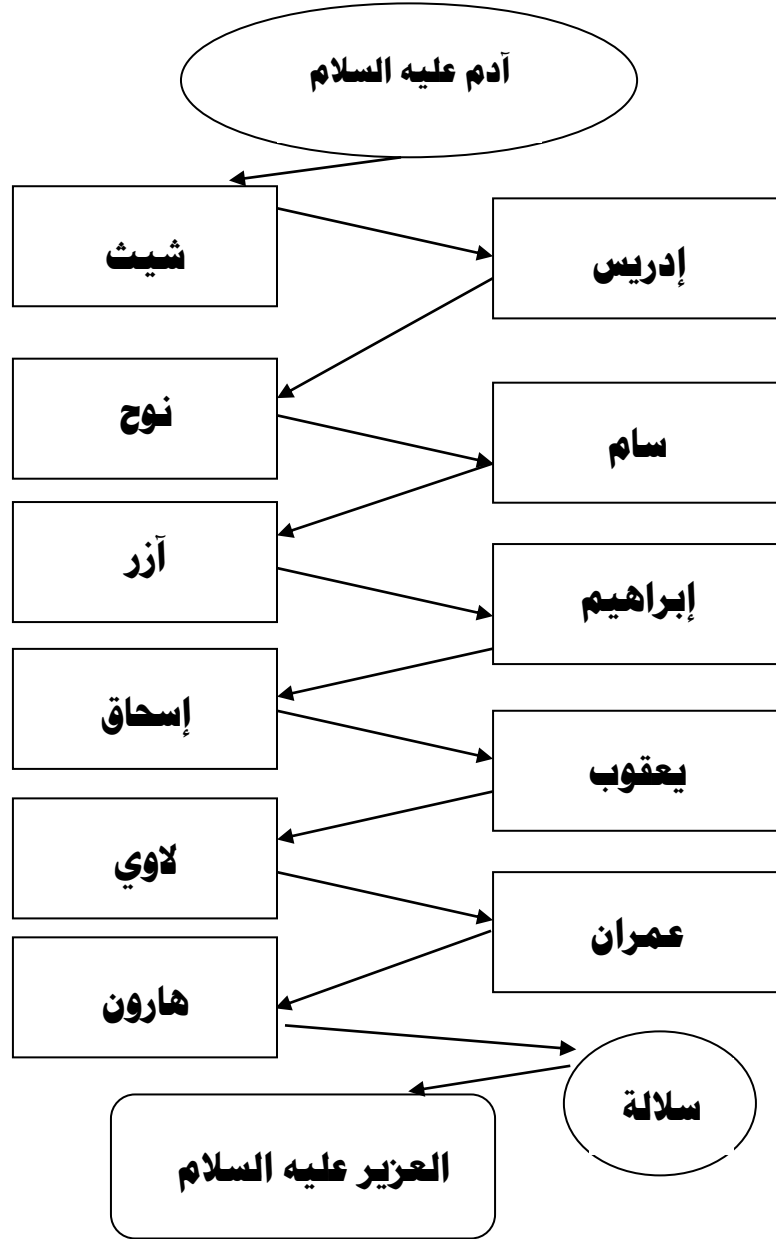 آدم عليه السلام
شيث
إدريس
نوح
سام
آزر
إبراهيم
إسحاق
يعقوب
لاوي
عمران
هارون
سلالة
العزير عليه السلام